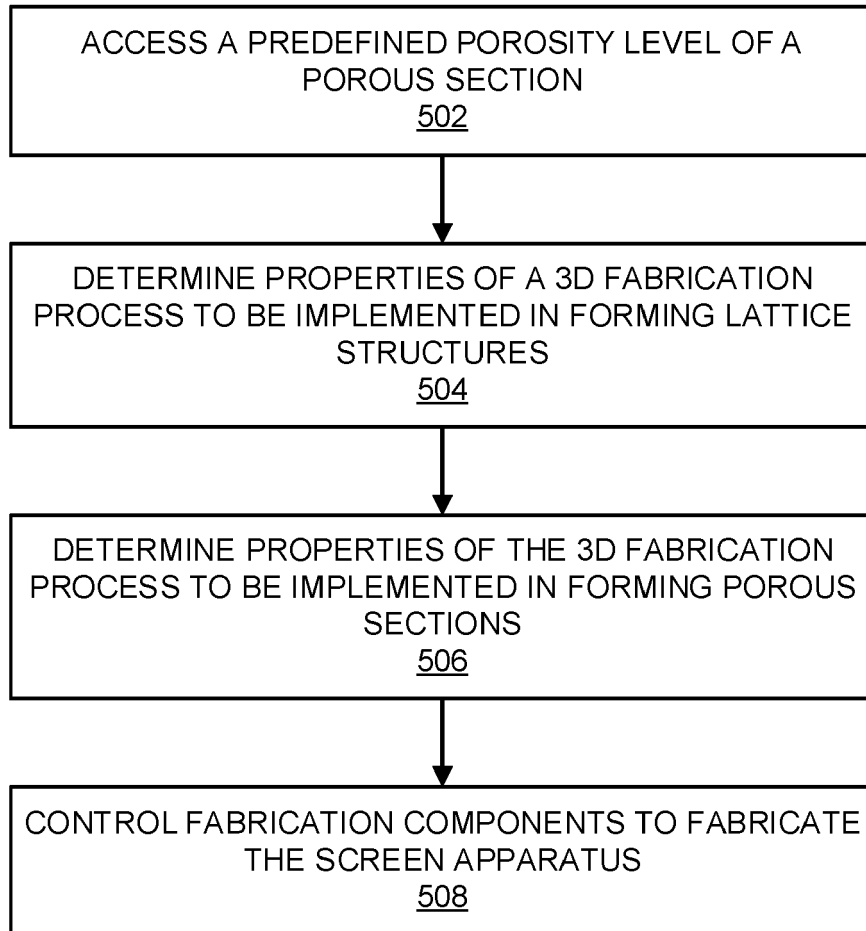 ACCESS A PREDEFINED POROSITY LEVEL OF A
POROUS SECTION
502
DETERMINE PROPERTIES OF A 3D FABRICATION
PROCESS TO BE IMPLEMENTED IN FORMING LATTICE
STRUCTURES
504
DETERMINE PROPERTIES OF THE 3D FABRICATION
PROCESS TO BE IMPLEMENTED IN FORMING POROUS
SECTIONS
506
CONTROL FABRICATION COMPONENTS TO FABRICATE
THE SCREEN APPARATUS
508